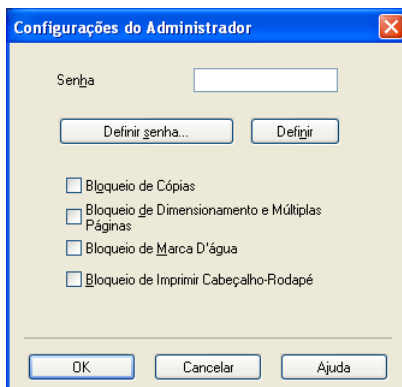 Configurações do Administrador
Senha
Definir senha...
Definir
Bloqueio de Cópias
Bloqueio de Dimensionamento e Múltiplas
Páginas
Bloqueio de Marca D'água
Bloqueio de Imprimir Cabeçalho-Rodapé
OK
Cancelar
Ajuda